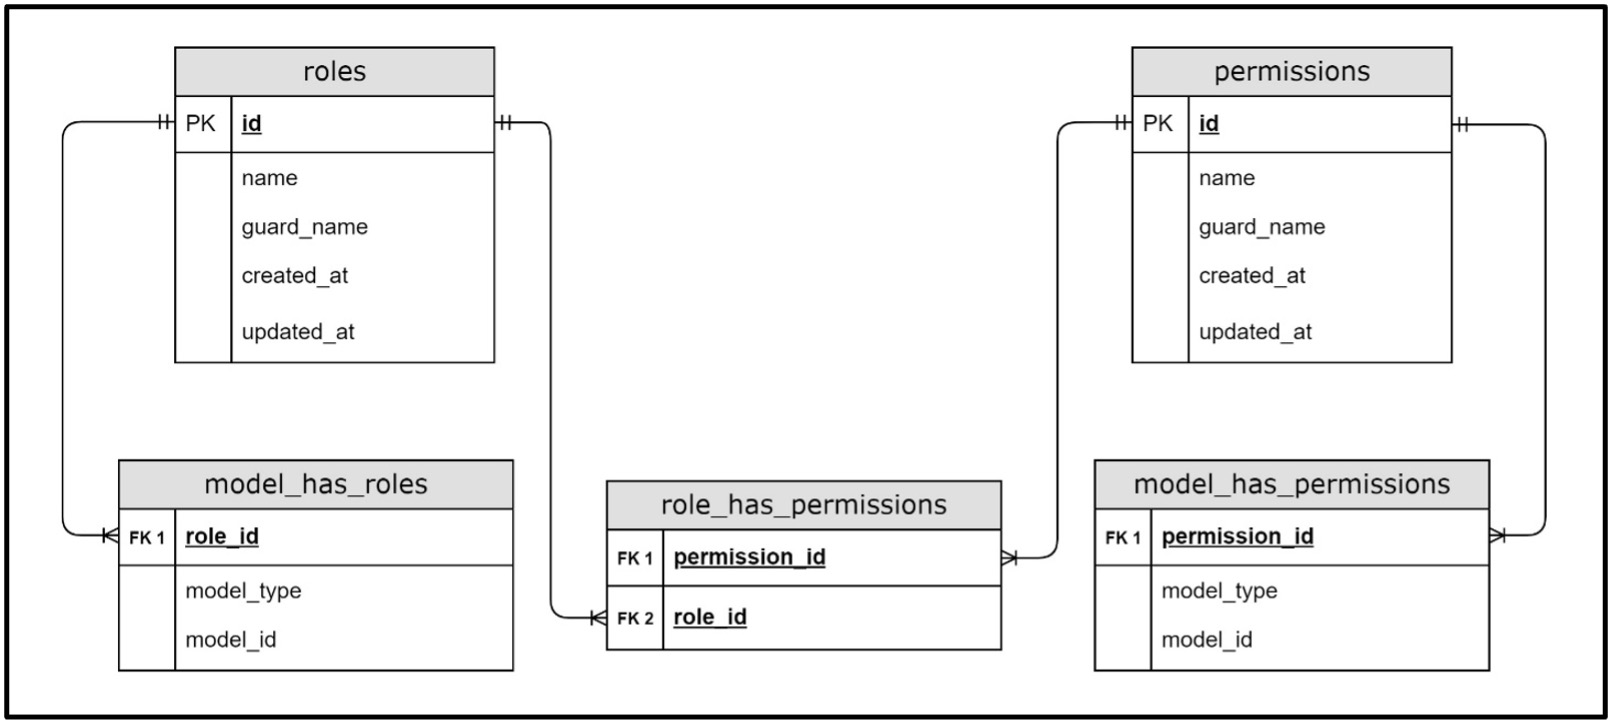 roles
PK id
name
guard_name
created_at
updated_at
permissions
PK id
name
guard_name
created_at
updated_at
model_has_roles
FK 1 role_id
model_type
model_id
role_has_permissions
FK 1 permission_id
FK 2 role_id
model_has_permissions
FK 1 permission_id
model_type
model_id